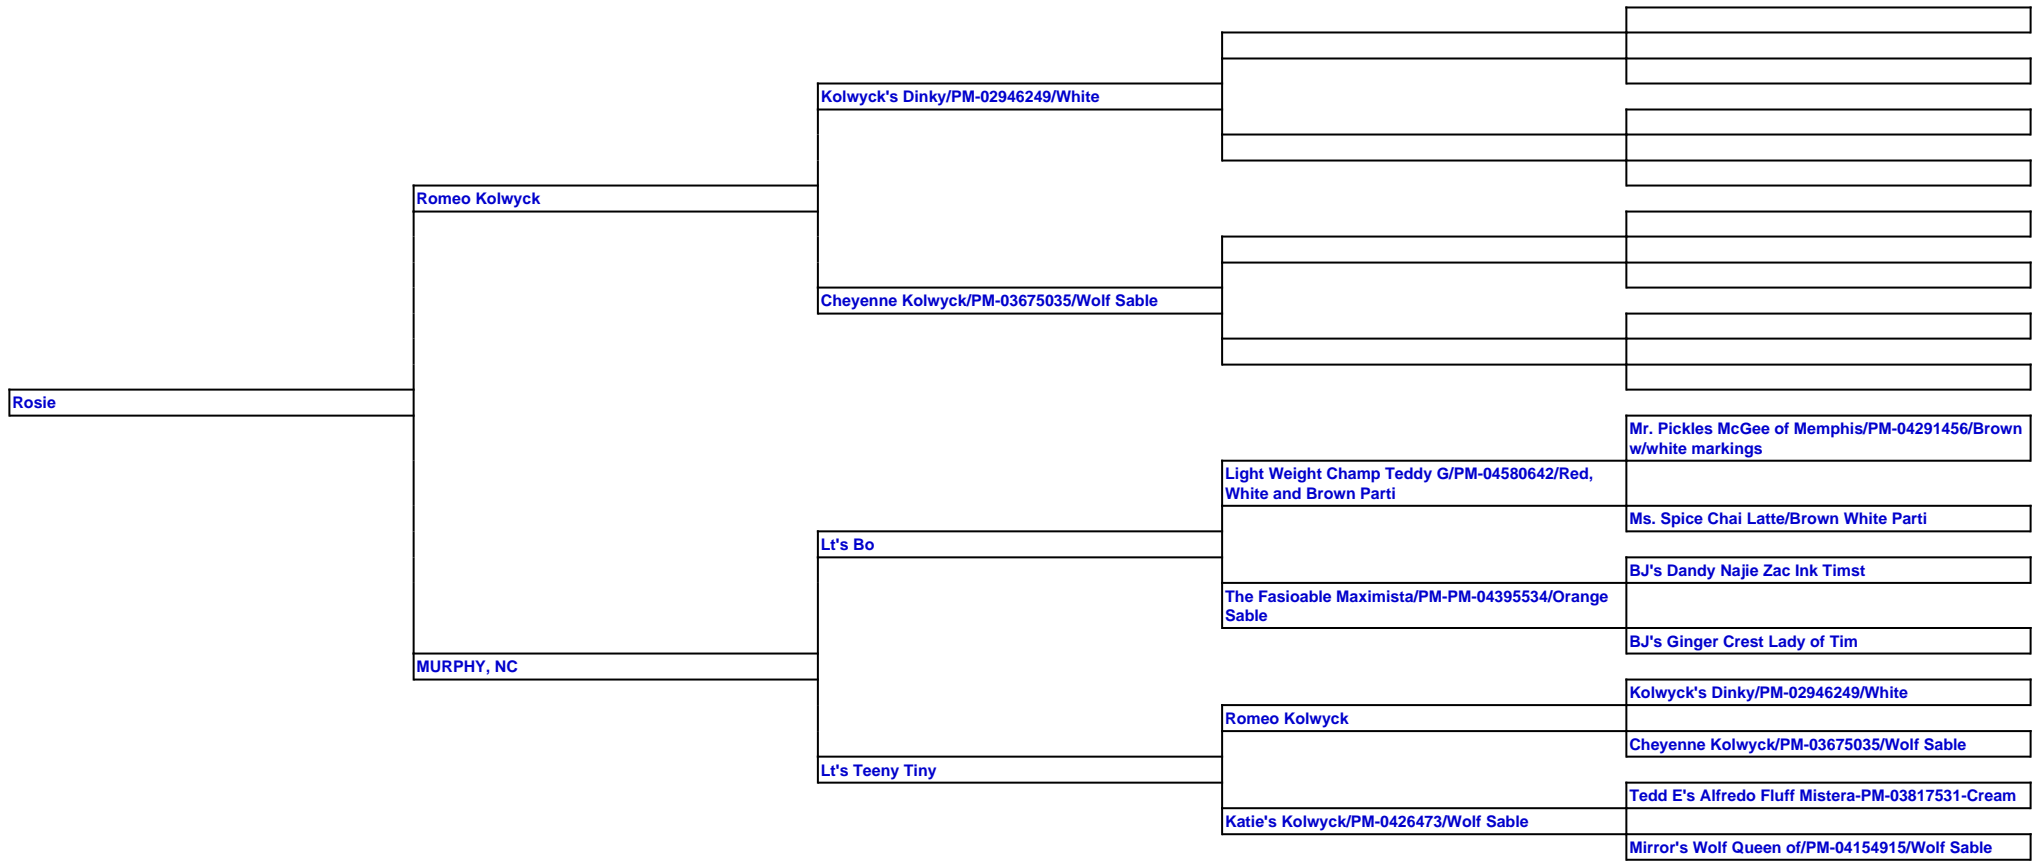 Kolwyck's Dinky/PM-02946249/White
Romeo Kolwyck
Cheyenne Kolwyck/PM-03675035/Wolf Sable
Rosie
Mr. Pickles McGee of Memphis/PM-04291456/Brown
w/white markings
Light Weight Champ Teddy G/PM-04580642/Red,
White and Brown Parti
Ms. Spice Chai Latte/Brown White Parti
Lt's Bo
BJ's Dandy Najie Zac Ink Timst
The Fasioable Maximista/PM-PM-04395534/Orange
Sable
BJ's Ginger Crest Lady of Tim
MURPHY, NC
Kolwyck's Dinky/PM-02946249/White
Romeo Kolwyck
Cheyenne Kolwyck/PM-03675035/Wolf Sable
Lt's Teeny Tiny
Tedd E's Alfredo Fluff Mistera-PM-03817531-Cream
Katie's Kolwyck/PM-0426473/Wolf Sable
Mirror's Wolf Queen of/PM-04154915/Wolf Sable